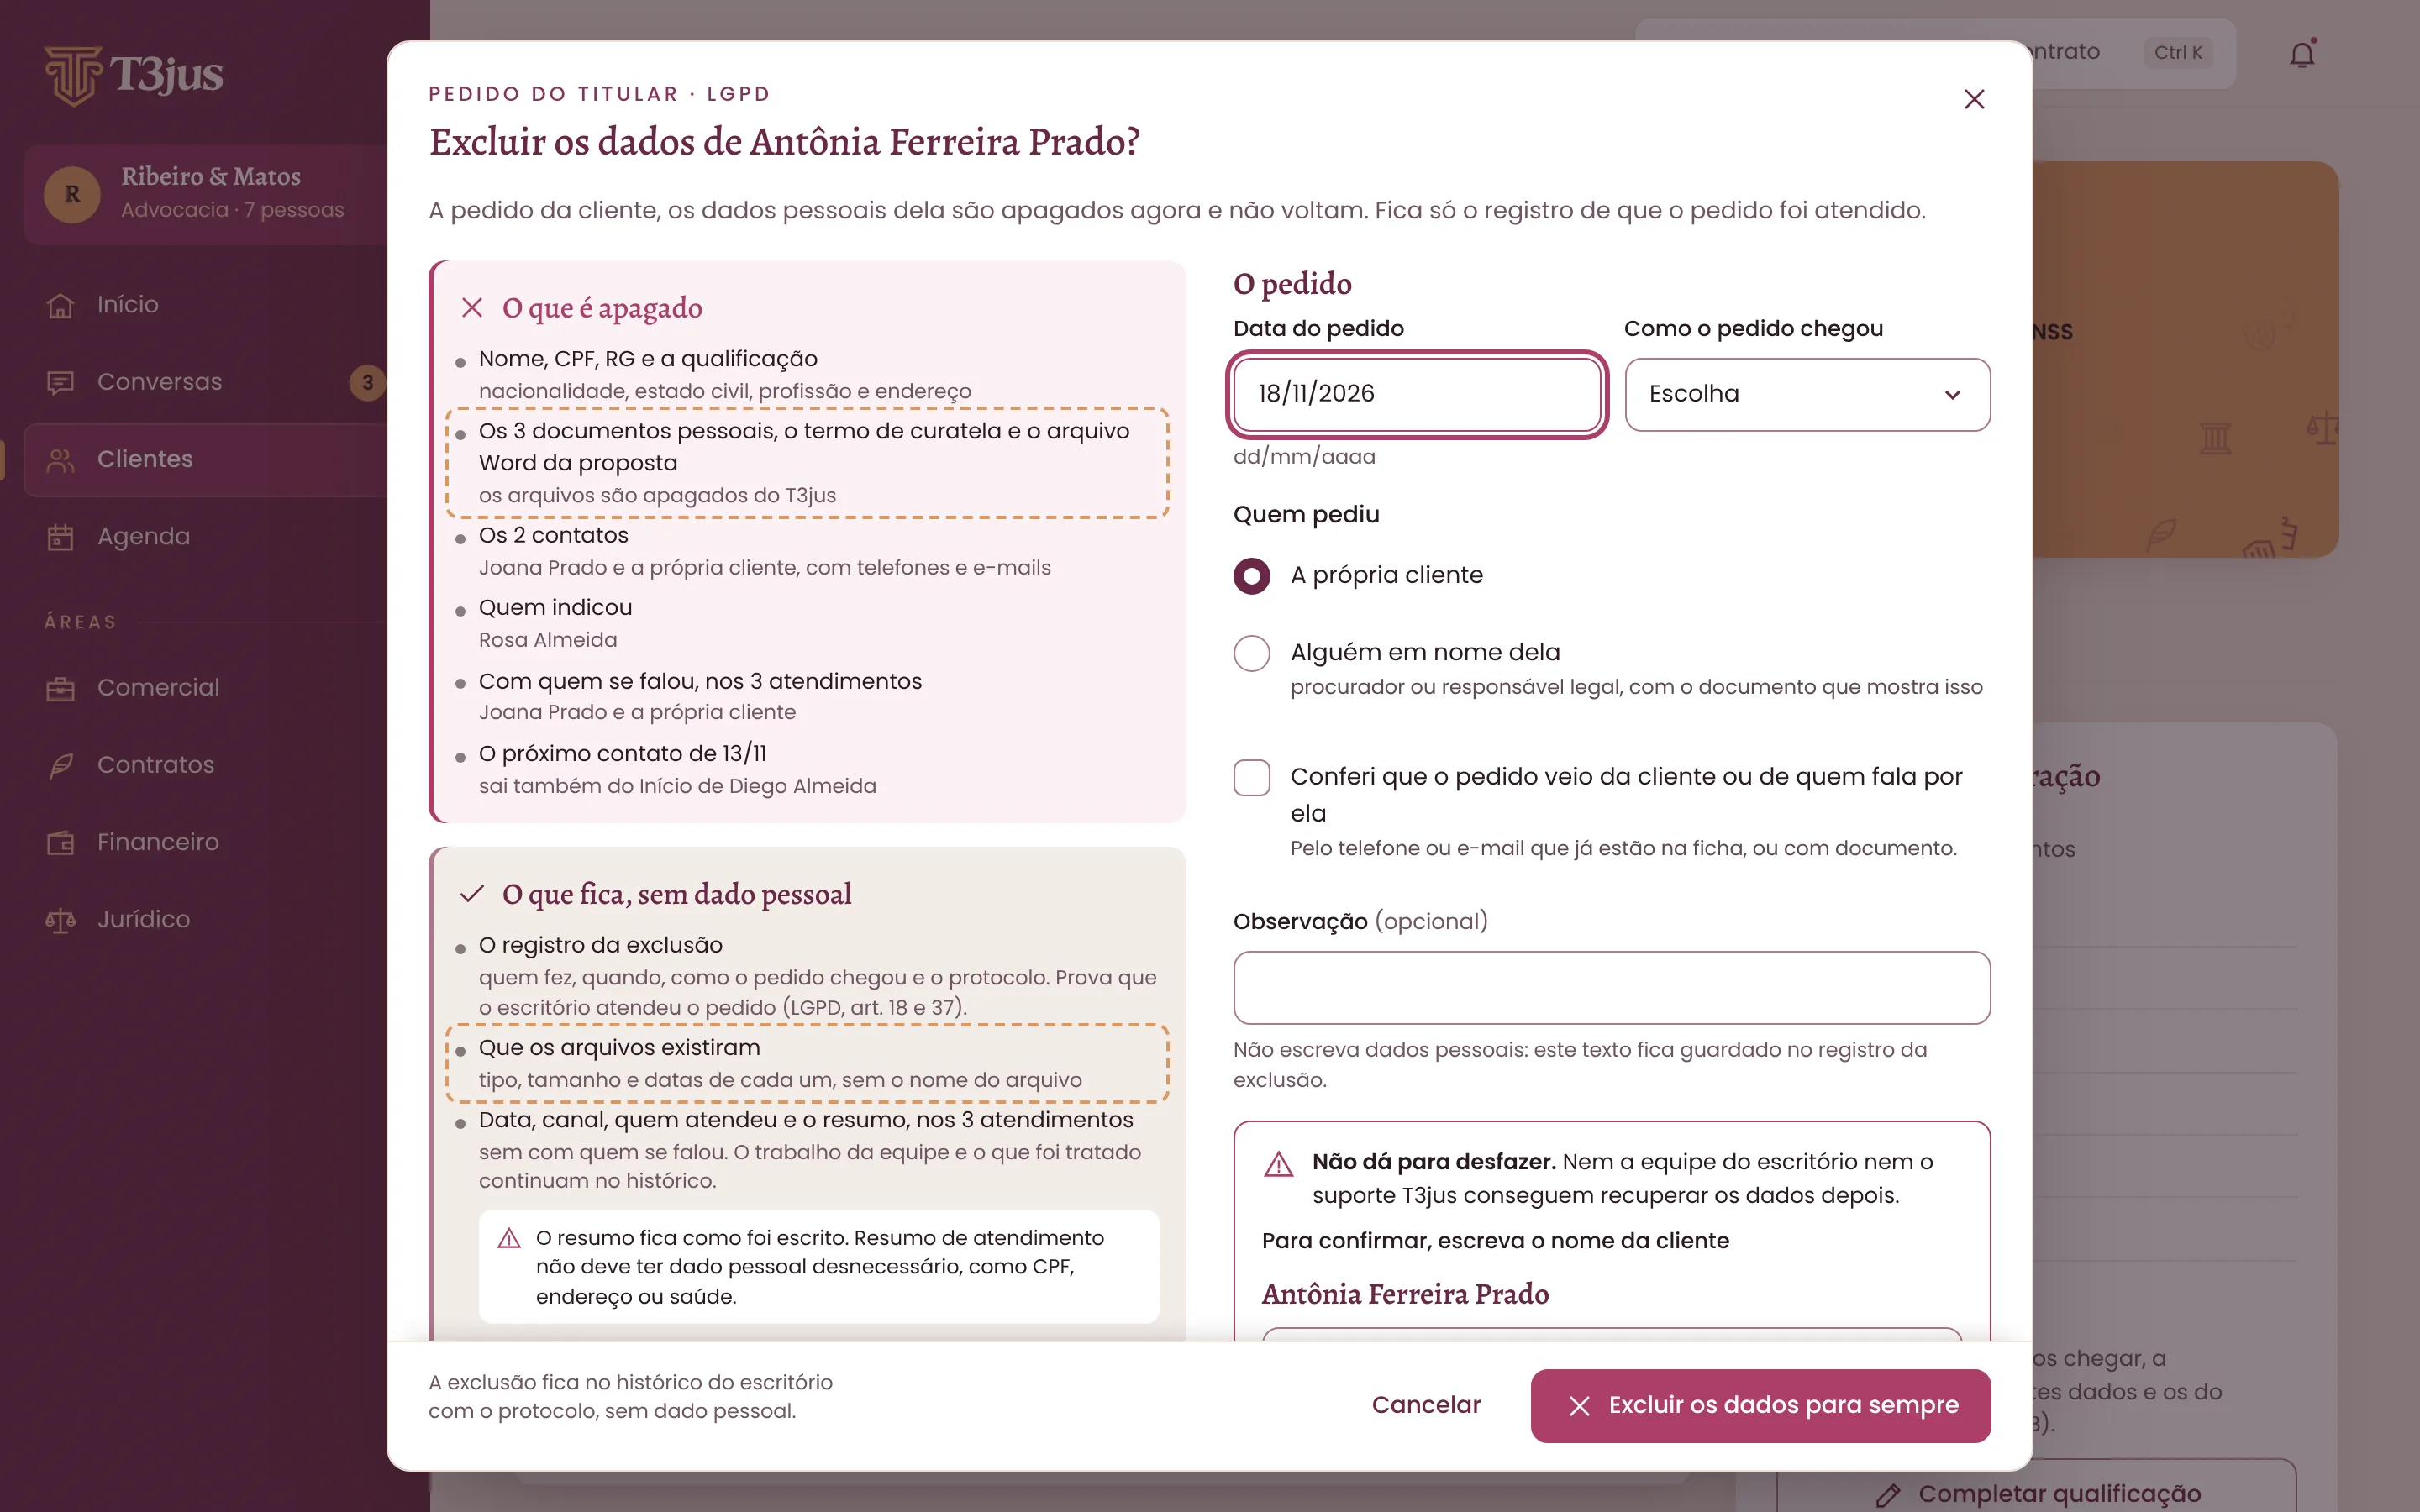 T3jus
R
Ribeiro & Matos
Advocacia · 7 pessoas
Início
Conversas
3
Clientes
Agenda
ÁREAS
Comercial
Contratos
Financeiro
Jurídico
Ctrl K
PEDIDO DO TITULAR · LGPD
Excluir os dados de Antônia Ferreira Prado?
A pedido da cliente, os dados pessoais dela são apagados agora e não voltam. Fica só o registro de que o pedido foi atendido.
O que é apagado
Nome, CPF, RG e a qualificação
nacionalidade, estado civil, profissão e endereço
Os 3 documentos pessoais, o termo de curatela e o arquivo
Word da proposta
os arquivos são apagados do T3jus
Os 2 contatos
Joana Prado e a própria cliente, com telefones e e-mails
Quem indicou
Rosa Almeida
Com quem se falou, nos 3 atendimentos
Joana Prado e a própria cliente
O próximo contato de 13/11
sai também do Início de Diego Almeida
O que fica, sem dado pessoal
O registro da exclusão
quem fez, quando, como o pedido chegou e o protocolo. Prova que
o escritório atendeu o pedido (LGPD, art. 18 e 37).
Que os arquivos existiram
tipo, tamanho e datas de cada um, sem o nome do arquivo
Data, canal, quem atendeu e o resumo, nos 3 atendimentos
sem com quem se falou. O trabalho da equipe e o que foi tratado
continuam no histórico.
O resumo fica como foi escrito. Resumo de atendimento
não deve ter dado pessoal desnecessário, como CPF,
endereço ou saúde.
O pedido
Data do pedido
18/11/2026
dd/mm/aaaa
Como o pedido chegou
Escolha
Quem pediu
A própria cliente
Alguém em nome dela
procurador ou responsável legal, com o documento que mostra isso
Conferi que o pedido veio da cliente ou de quem fala por
ela
Pelo telefone ou e-mail que já estão na ficha, ou com documento.
Observação (opcional)
Não escreva dados pessoais: este texto fica guardado no registro da
exclusão.
Não dá para desfazer. Nem a equipe do escritório nem o
suporte T3jus conseguem recuperar os dados depois.
Para confirmar, escreva o nome da cliente
Antônia Ferreira Prado
A exclusão fica no histórico do escritório
com o protocolo, sem dado pessoal.
Cancelar
Excluir os dados para sempre
chegar, a
dados e os do
Completar qualificação